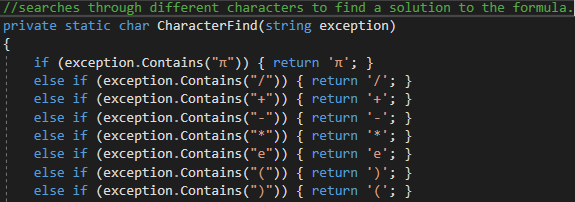 //searches through different characters to find a solution to the formula.
private static char CharacterFind(string exception)
{
if (exception.Contains("π")) { return 'π'; }
else if (exception.Contains("/")) { return '/'; }
else if (exception.Contains("+")) { return '+'; }
else if (exception.Contains("-")) { return '-'; }
else if (exception.Contains("*")) { return '*'; }
else if (exception.Contains("e")) { return 'e'; }
else if (exception.Contains("(")) { return ')'; }
else if (exception.Contains(")")) { return '('; }